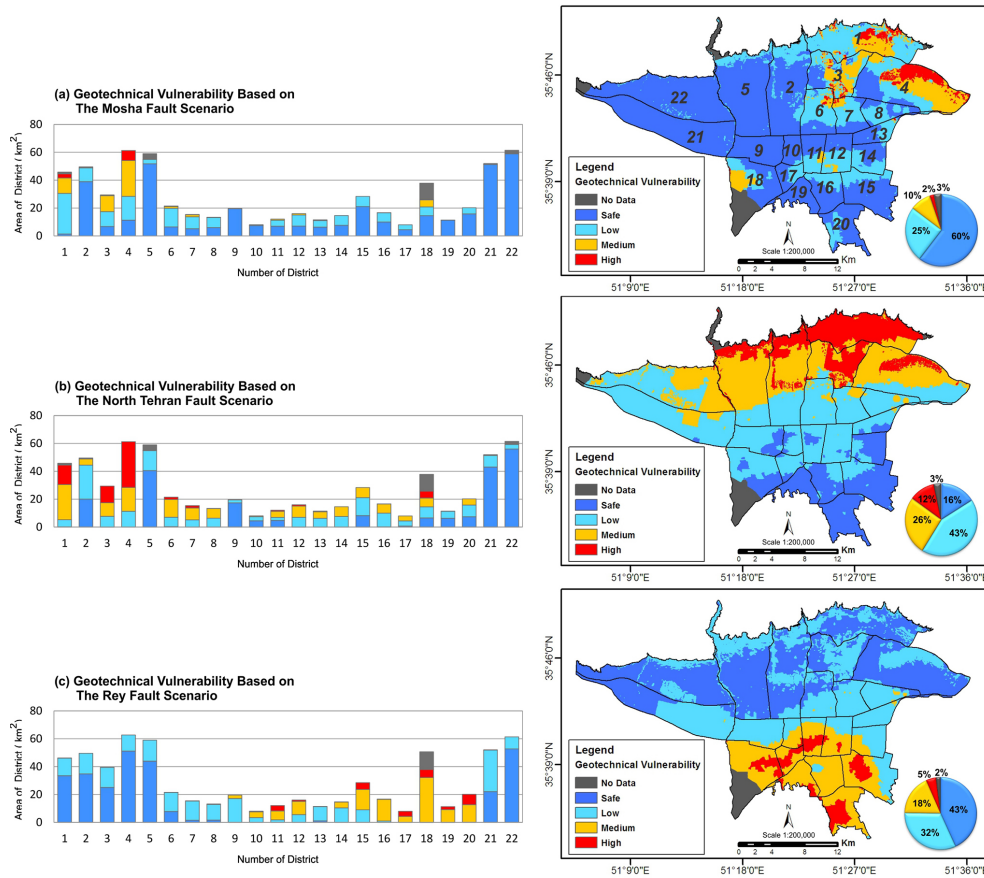 (a) Geotechnical Vulnerability Based on
The Mosha Fault Scenario
Area of District / km²)
80
60
40
20
0
1 2 3 4 5 6 7 8 9 10 11 12 13 14 15 16 17 18 19 20 21 22
Number of District
35°46'0"N
35°39'0"N
1
2
3
4
5
6
7
8
9
10
11
12
13
14
15
16
17
18
19
20
21
22
Legend
Geotechnical Vulnerability
No Data
Safe
Low
Medium
High
N
Scale 1:200,000
0 2 4 8 12 Km
10% 2% 3%
25% 60%
51°9'0"E 51°18'0"E 51°27'0"E 51°36'0"E
(b) Geotechnical Vulnerability Based on
The North Tehran Fault Scenario
Area of District / km²)
80
60
40
20
0
1 2 3 4 5 6 7 8 9 10 11 12 13 14 15 16 17 18 19 20 21 22
Number of District
35°46'0"N
35°39'0"N
Legend
Geotechnical Vulnerability
No Data
Safe
Low
Medium
High
N
Scale 1:200,000
0 2 4 8 12 Km
3%
12% 16%
26% 43%
51°9'0"E 51°18'0"E 51°27'0"E 51°36'0"E
(c) Geotechnical Vulnerability Based on
The Rey Fault Scenario
Area of District / km²)
80
60
40
20
0
1 2 3 4 5 6 7 8 9 10 11 12 13 14 15 16 17 18 19 20 21 22
Number of District
35°46'0"N
35°39'0"N
Legend
Geotechnical Vulnerability
No Data
Safe
Low
Medium
High
N
Scale 1:200,000
0 2 4 8 12 Km
5% 2%
18% 43%
32%
51°9'0"E 51°18'0"E 51°27'0"E 51°36'0"E